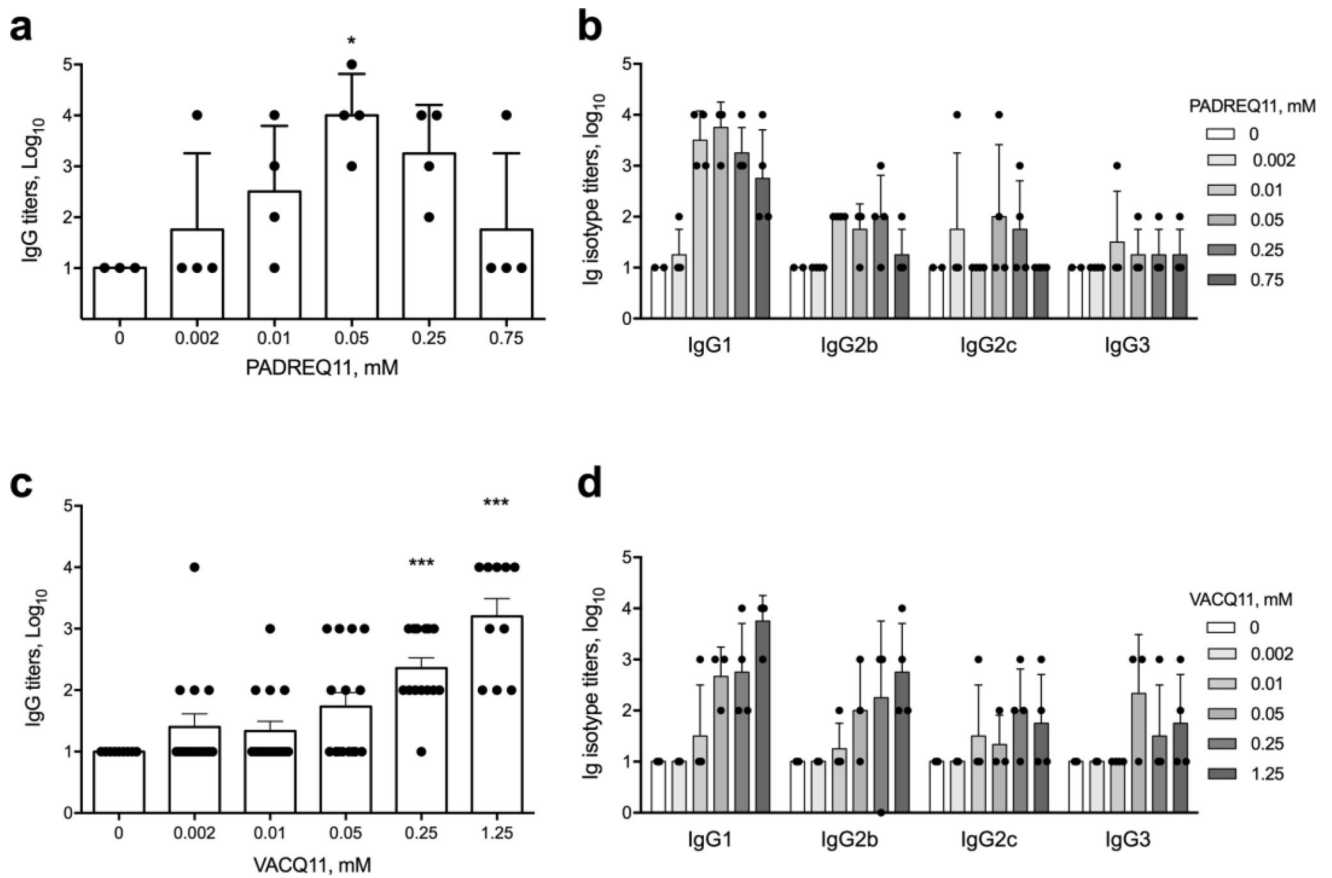 a
*
5
4
3
2
1
IgG titers, Log10
0 0.002 0.01 0.05 0.25 0.75
PADREQ11, mM
b
5
4
3
2
1
0
Ig isotype titers, log10
IgG1 IgG2b IgG2c IgG3
PADREQ11, mM
0
0.002
0.01
0.05
0.25
0.75
c
***
***
5
4
3
2
1
0
IgG titers, Log10
0 0.002 0.01 0.05 0.25 1.25
VACQ11, mM
d
5
4
3
2
1
0
Ig isotype titers, log10
IgG1 IgG2b IgG2c IgG3
VACQ11, mM
0
0.002
0.01
0.05
0.25
1.25